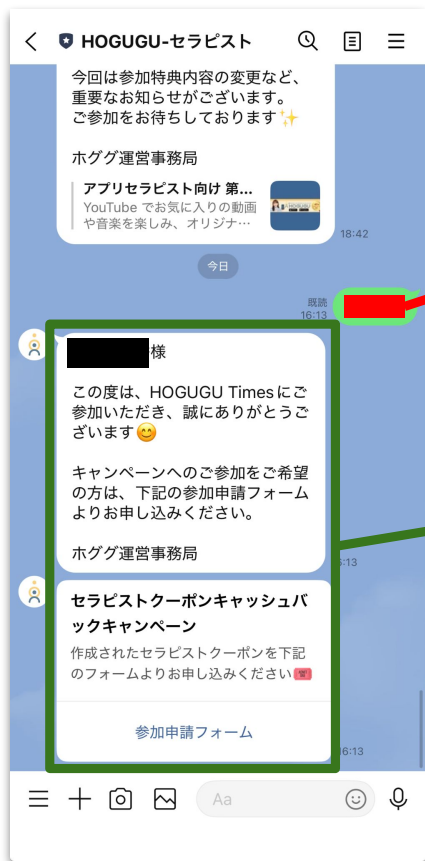 HOGUGU-セラピスト
今回は参加特典内容の変更など、
重要なお知らせがございます。
ご参加をお待ちしております✨
ホググ運営事務局
アプリセラピスト向け 第...
YouTube でお気に入りの動画
や音楽を楽しみ、オリジナ...
18:42
今日
既読
16:13
様
この度は、HOGUGU Timesにご
参加いただき、誠にありがとうご
ざいます😊
キャンペーンへのご参加をご希望
の方は、下記の参加申請フォーム
よりお申し込みください。
ホググ運営事務局
セラピストクーポンキャッシュバ
ックキャンペーン
作成されたセラピストクーポンを下記
のフォームよりお申し込みください
参加申請フォーム
16:13
Aa